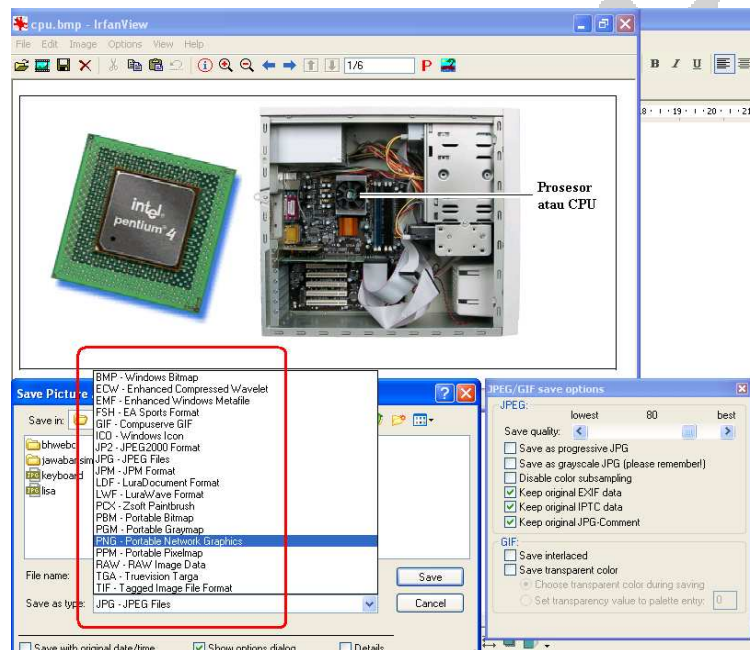 cpu.bmp - IrfanView
File Edit Image Options View Help
1/6 P
B I U
19 20 21
intel
pentium 4
Prosesor
atau CPU
BMP - Windows Bitmap
ECW - Enhanced Compressed Wavelet
EMF - Enhanced Windows Metafile
FSH - EA Sports Format
GIF - Compuserve GIF
ICO - Windows Icon
JP2 - JPEG2000 Format
JPG - JPEG Files
JPM - JPM Format
LDF - LuraDocument Format
LWF - LuraWave Format
PCX - Zsoft Paintbrush
PBM - Portable Bitmap
PGM - Portable Graymap
PNG - Portable Network Graphics
PPM - Portable Pixelmap
RAW - RAW Image Data
TGA - Truevision Targa
TIF - Tagged Image File Format
Save Picture
Save in:
keyboard
lisa
File name:
Save
Save as type: JPG - JPEG Files
Cancel
Save with original date/time Show options dialog Details
JPEG/GIF save options
JPEG:
lowest 80 best
Save quality:
Save as progressive JPG
Save as grayscale JPG (please remember!)
Disable color subsampling
Keep original EXIF data
Keep original IPTC data
Keep original JPG-Comment
GIF:
Save interlaced
Save transparent color
Choose transparent color during saving
Set transparency value to palette entry: 0